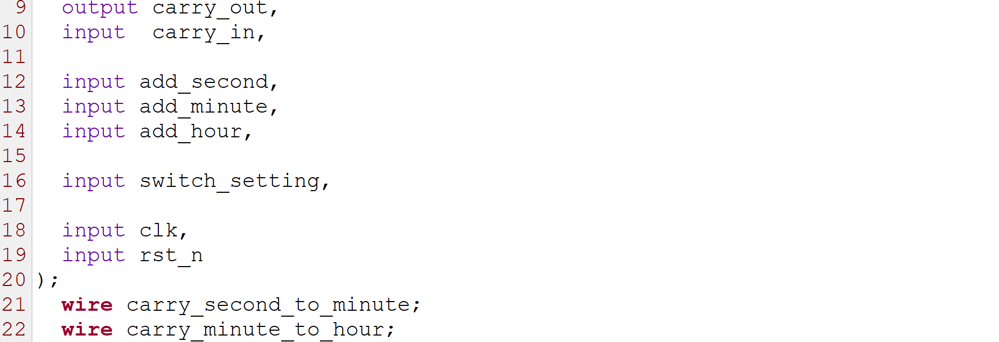 9 output carry_out,
10 input  carry_in,
11
12 input add_second,
13 input add_minute,
14 input add_hour,
15
16 input switch_setting,
17
18 input clk,
19 input rst_n
20 );
21 wire carry_second_to_minute;
22 wire carry_minute_to_hour;